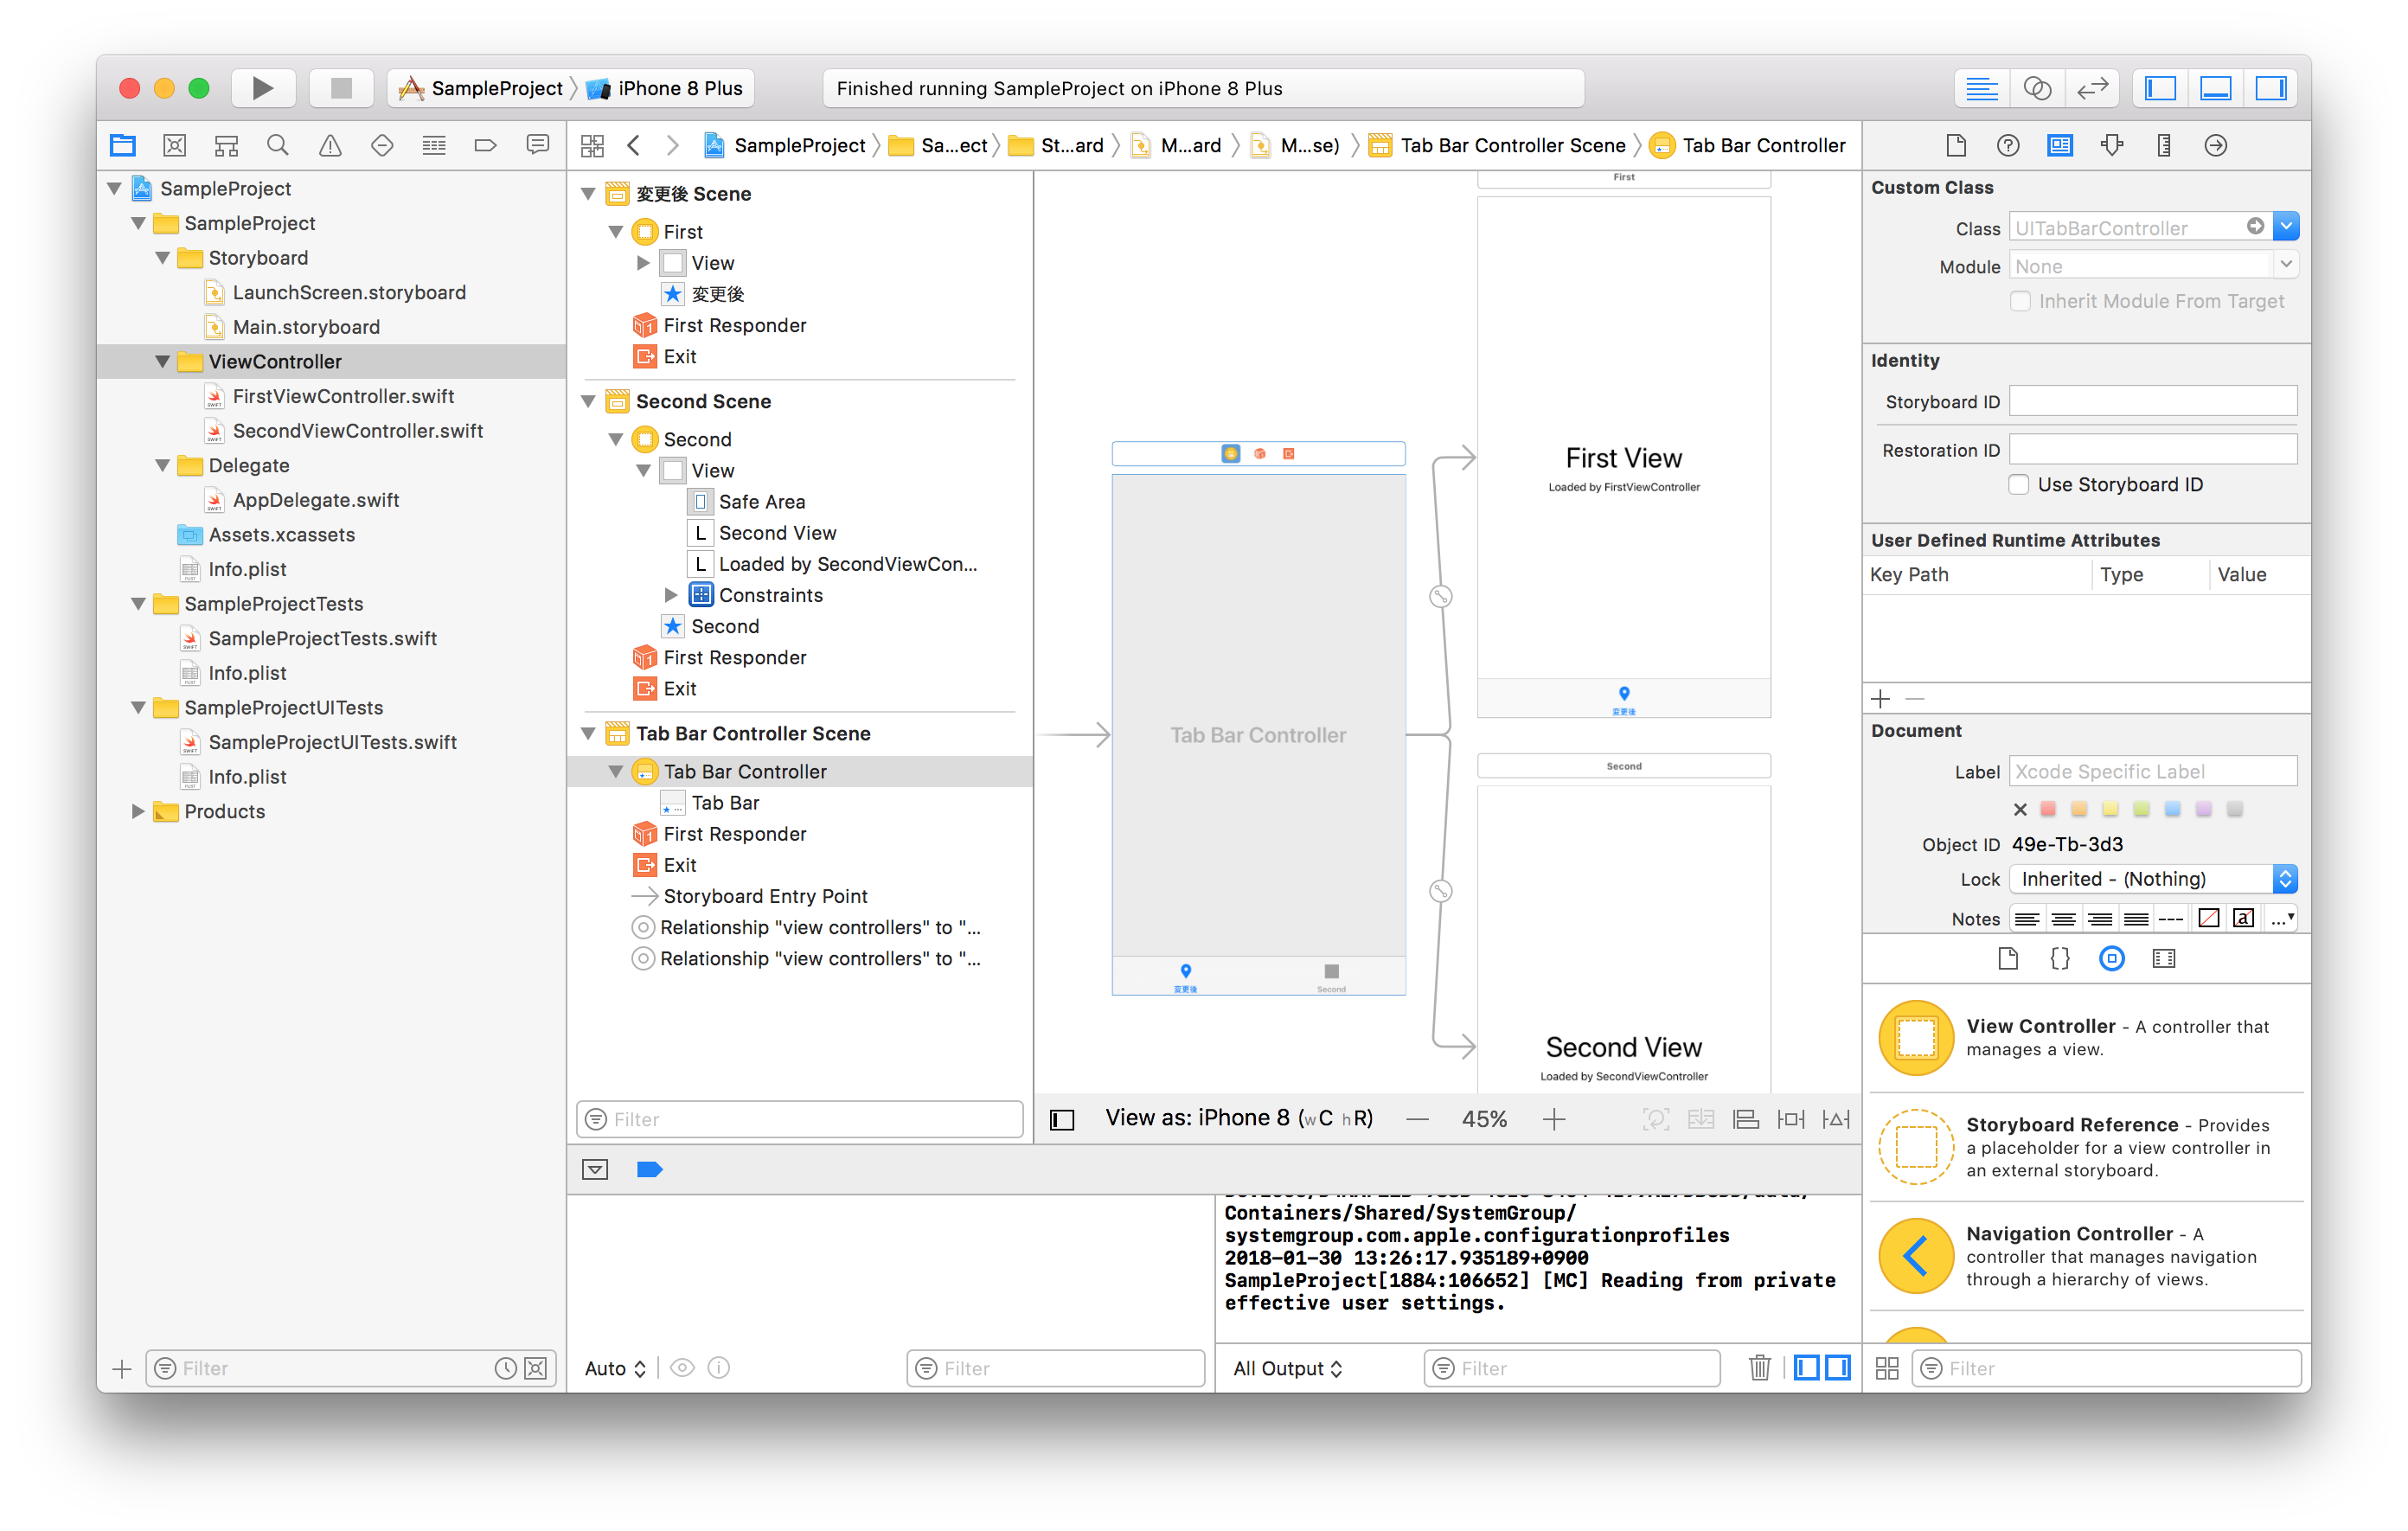 SampleProject iPhone 8 Plus
Finished running SampleProject on iPhone 8 Plus
SampleProject Sa...ect St...ard M...ard M...se) Tab Bar Controller Scene Tab Bar Controller
SampleProject
SampleProject
Storyboard
LaunchScreen.storyboard
Main.storyboard
ViewController
FirstViewController.swift
SecondViewController.swift
Delegate
AppDelegate.swift
Assets.xcassets
Info.plist
SampleProjectTests
SampleProjectTests.swift
Info.plist
SampleProjectUITests
SampleProjectUITests.swift
Info.plist
Products
Filter
変更後 Scene
First
View
変更後
First Responder
Exit
Second Scene
Second
View
Safe Area
L Second View
L Loaded by SecondViewCon...
Constraints
Second
First Responder
Exit
Tab Bar Controller Scene
Tab Bar Controller
Tab Bar
First Responder
Exit
Storyboard Entry Point
Relationship "view controllers" to "...
Relationship "view controllers" to "...
Filter
First
First View
Loaded by FirstViewController
変更後
Tab Bar Controller
変更後
Second
Second
Second View
Loaded by SecondViewController
View as: iPhone 8 (wC hR)
45%
Containers/Shared/SystemGroup/
systemgroup.com.apple.configurationprofiles
2018-01-30 13:26:17.935189+0900
SampleProject[1884:106652] [MC] Reading from private
effective user settings.
Auto
Filter
All Output
Filter
Custom Class
Class UITabBarController
Module None
Inherit Module From Target
Identity
Storyboard ID
Restoration ID
Use Storyboard ID
User Defined Runtime Attributes
Key Path Type Value
Document
Label Xcode Specific Label
Object ID 49e-Tb-3d3
Lock Inherited - (Nothing)
Notes
View Controller - A controller that
manages a view.
Storyboard Reference - Provides
a placeholder for a view controller in
an external storyboard.
Navigation Controller - A
controller that manages navigation
through a hierarchy of views.
Filter